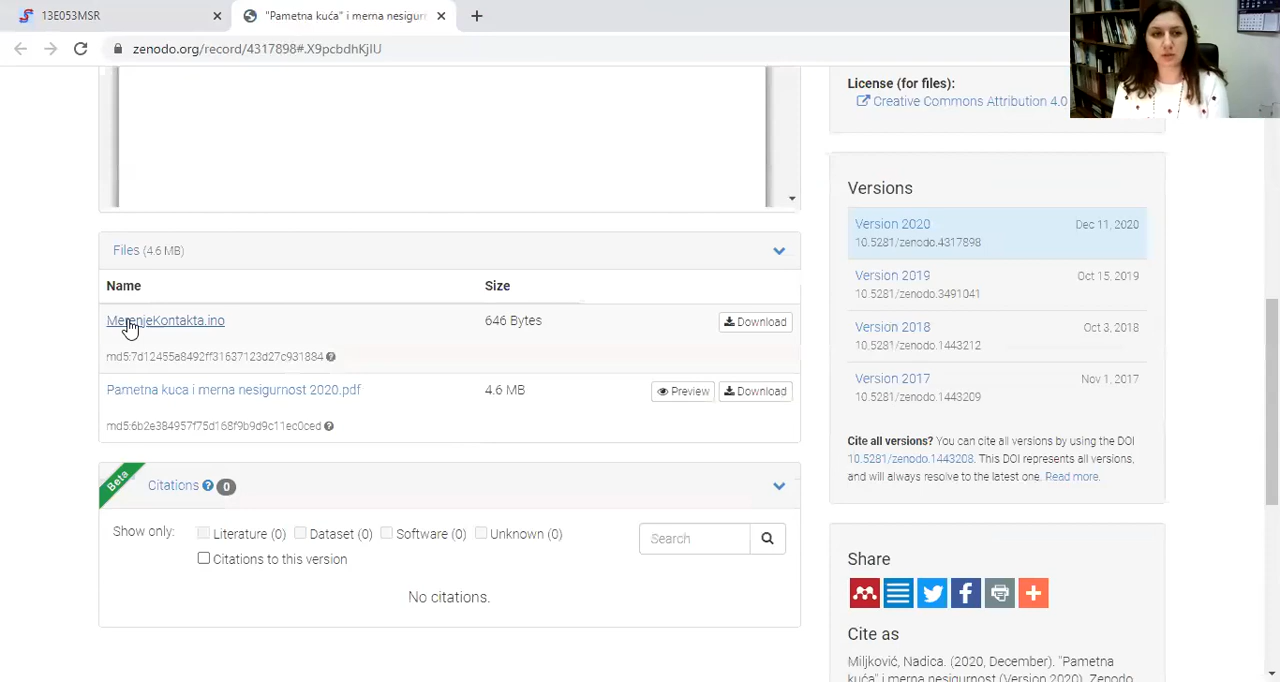 13E053MSR
"Pametna kuća" i merna nesigurn
zenodo.org/record/4317898#.X9pcbdhKjIU
License (for files):
Creative Commons Attribution 4.0
Versions
Version 2020 Dec 11, 2020
10.5281/zenodo.4317898
Version 2019 Oct 15, 2019
10.5281/zenodo.3491041
Version 2018 Oct 3, 2018
10.5281/zenodo.1443212
Version 2017 Nov 1, 2017
10.5281/zenodo.1443209
Cite all versions? You can cite all versions by using the DOI
10.5281/zenodo.1443208. This DOI represents all versions,
and will always resolve to the latest one. Read more.
Files (4.6 MB)
Name Size
MerenjeKontakta.ino 646 Bytes Download
md5:7d12455a8492ff31637123d27c931884
Pametna kuca i merna nesigurnost 2020.pdf 4.6 MB Preview Download
md5:6b2e384957f75d168f9b9d9c11ec0ced
Beta
Citations 0
Show only: Literature (0) Dataset (0) Software (0) Unknown (0)
Citations to this version
Search
No citations.
Share
Cite as
Miljković, Nadica. (2020, December). "Pametna
kuća" i merna nesigurnost (Version 2020). Zenodo.